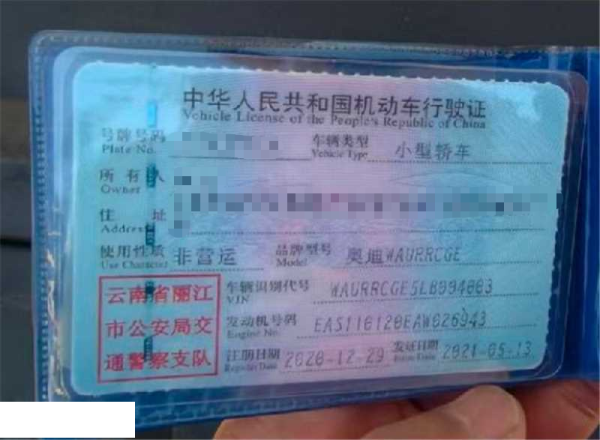 中华人民共和国机动车行驶证
Vehicle License of the People's Republic of China
号牌号码
Plate No.
车辆类型 小型轿车
Vehicle Type
所有人
Owner
住址
Address
使用性质 非营运 品牌型号 奥迪WAURRCGE
Use Character Model
云南省丽江
市公安局交
通警察支队
车辆识别代号 WAURRCGE5LB094003
VIN
发动机号码
Engine No.
注册日期 2020-12-29 发证日期 2021-05-13
Register Date Issue Date